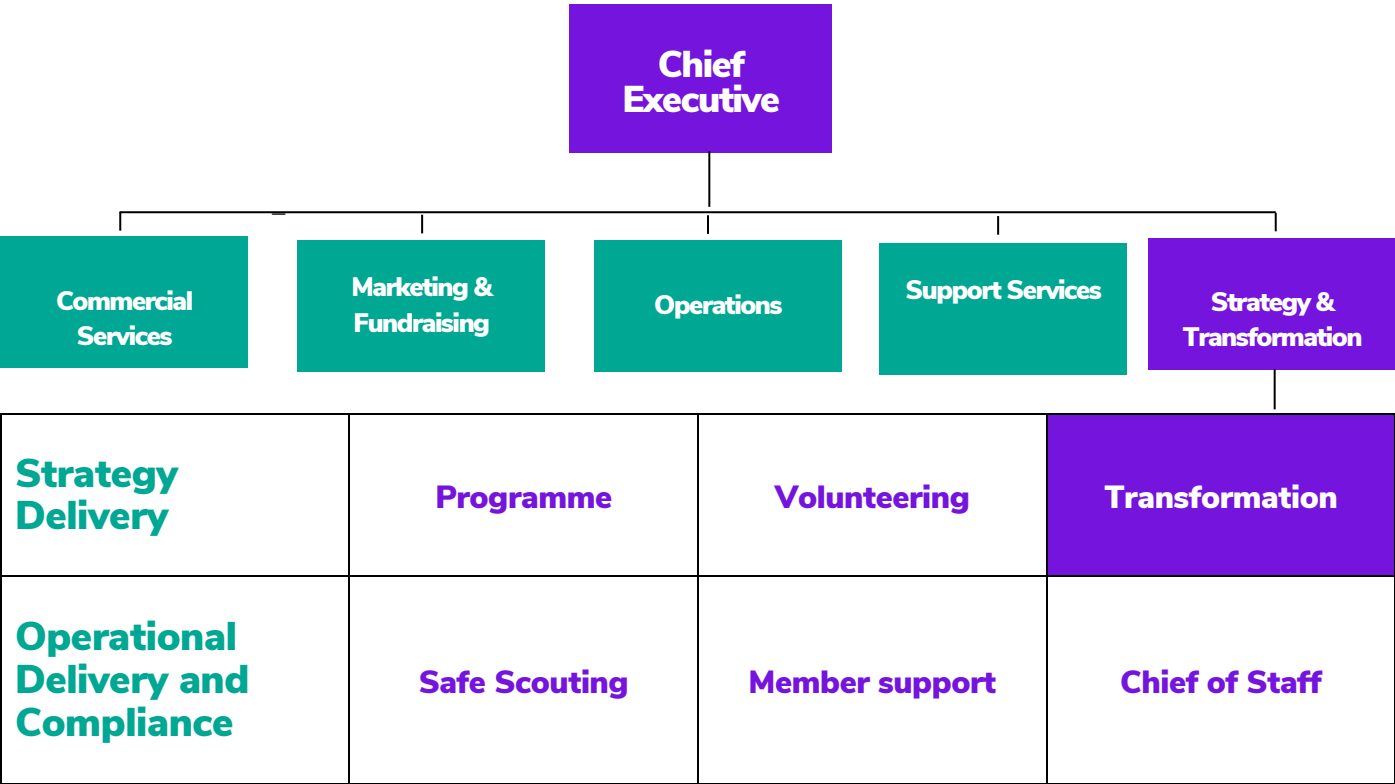 Chief
Executive
Commercial
Services
Marketing &
Fundraising
Operations
Support Services
Strategy &
Transformation
Strategy
Delivery
Programme
Volunteering
Transformation
Operational
Delivery and
Compliance
Safe Scouting
Member support
Chief of Staff